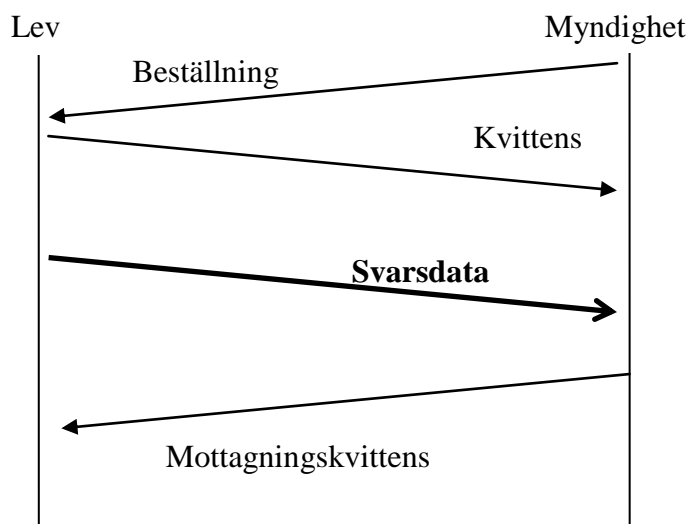 Lev
Myndighet
Beställning
Kvittens
Svarsdata
Mottagningskvittens